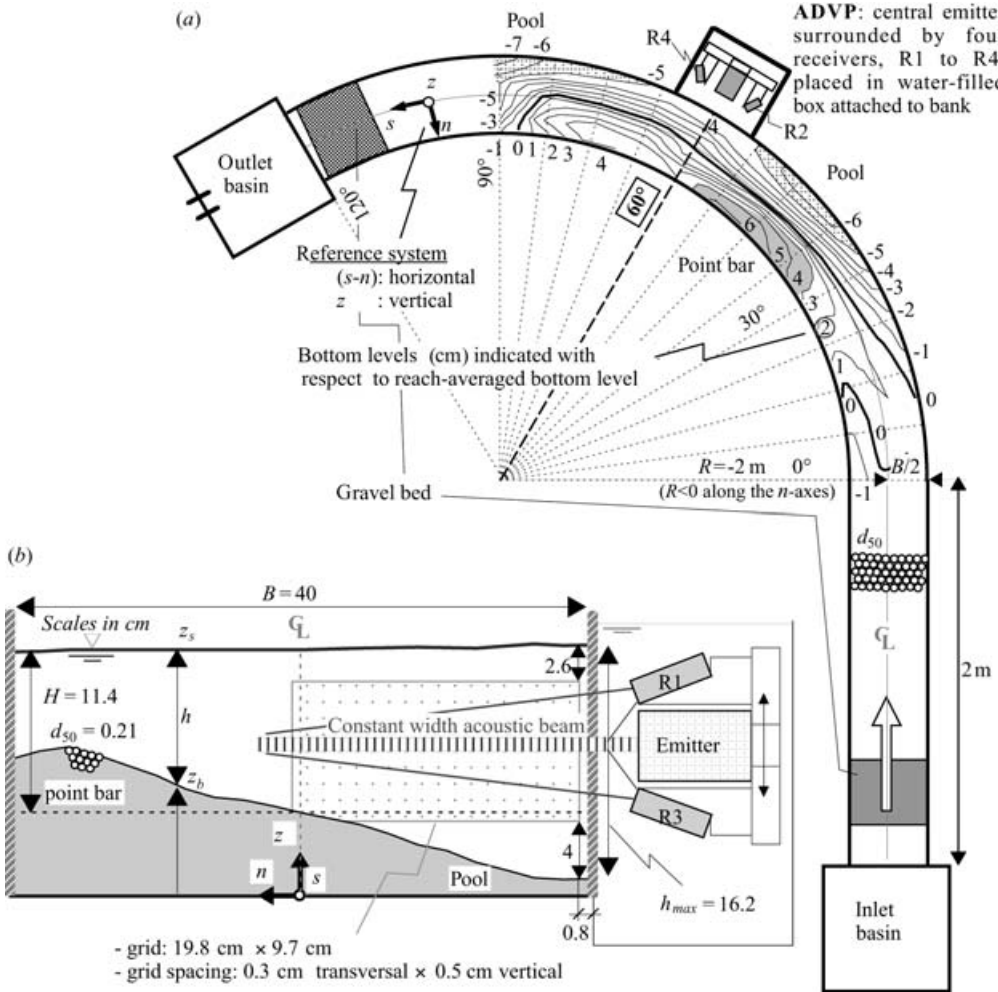 (a)
Pool
-7 -6
-5
R4
ADVP: central emitte
surrounded by fou
receivers, R1 to R4
placed in water-filled
box attached to bank
R2
z
s
n
-5
-3
-1 0 1 2 3 4
4
Pool
Outlet
basin
120°
90°
60°
-6
-5
-4
-3
-2
-1
0
6
5
4
3
2
1
0
0
-1
Point bar
30°
Reference system
(s-n): horizontal
z : vertical
Bottom levels (cm) indicated with
respect to reach-averaged bottom level
R=-2 m 0°
B/2
(R<0 along the n-axes)
Gravel bed
d50
℄
2 m
Inlet
basin
(b)
B = 40
Scales in cm
zs
℄
2.6
H = 11.4
h
d50 = 0.21
R1
Constant width acoustic beam
Emitter
zb
point bar
R3
z
4
n
s
Pool
hmax = 16.2
0.8
- grid: 19.8 cm × 9.7 cm
- grid spacing: 0.3 cm transversal × 0.5 cm vertical